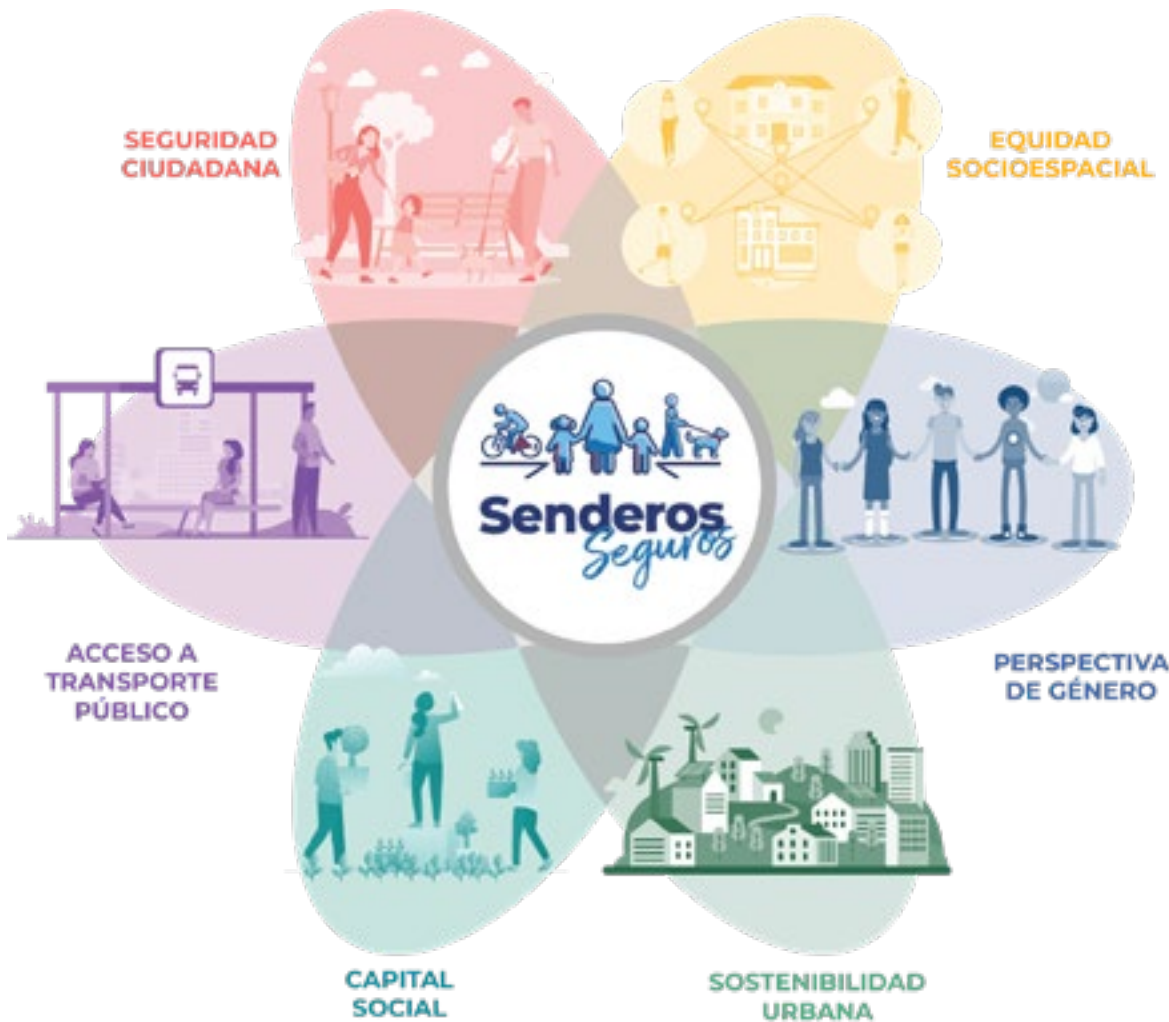 SEGURIDAD
CIUDADANA
EQUIDAD
SOCIOESPACIAL
Senderos
Seguros
ACCESO A
TRANSPORTE
PÚBLICO
PERSPECTIVA
DE GÉNERO
CAPITAL
SOCIAL
SOSTENIBILIDAD
URBANA